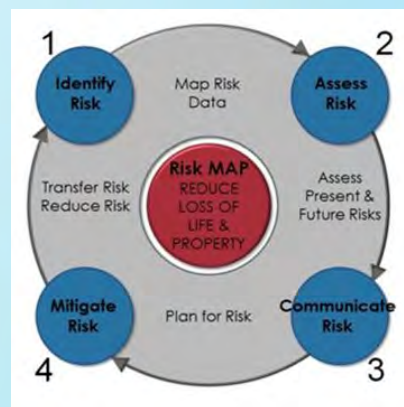 1
Identify
Risk
Map Risk
Data
2
Assess
Risk
Transfer Risk
Reduce Risk
Risk MAP
REDUCE
LOSS OF
LIFE &
PROPERTY
Assess
Present &
Future Risks
Mitigate
Risk
4
Plan for Risk
Communicate
Risk
3